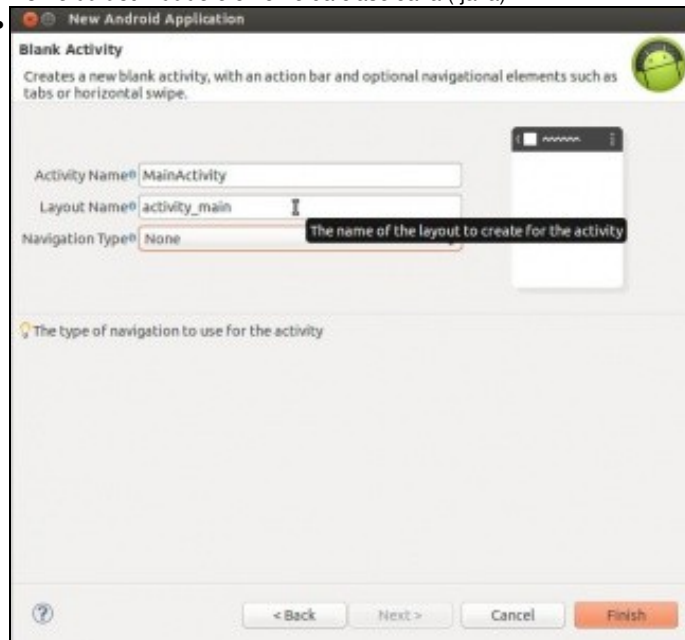 New Android Application
Blank Activity
Creates a new blank activity, with an action bar and optional navigational elements such as
tabs or horizontal swipe.
Activity Name MainActivity
Layout Name activity_main
The name of the layout to create for the activity
Navigation Type None
The type of navigation to use for the activity
?
< Back Next > Cancel Finish